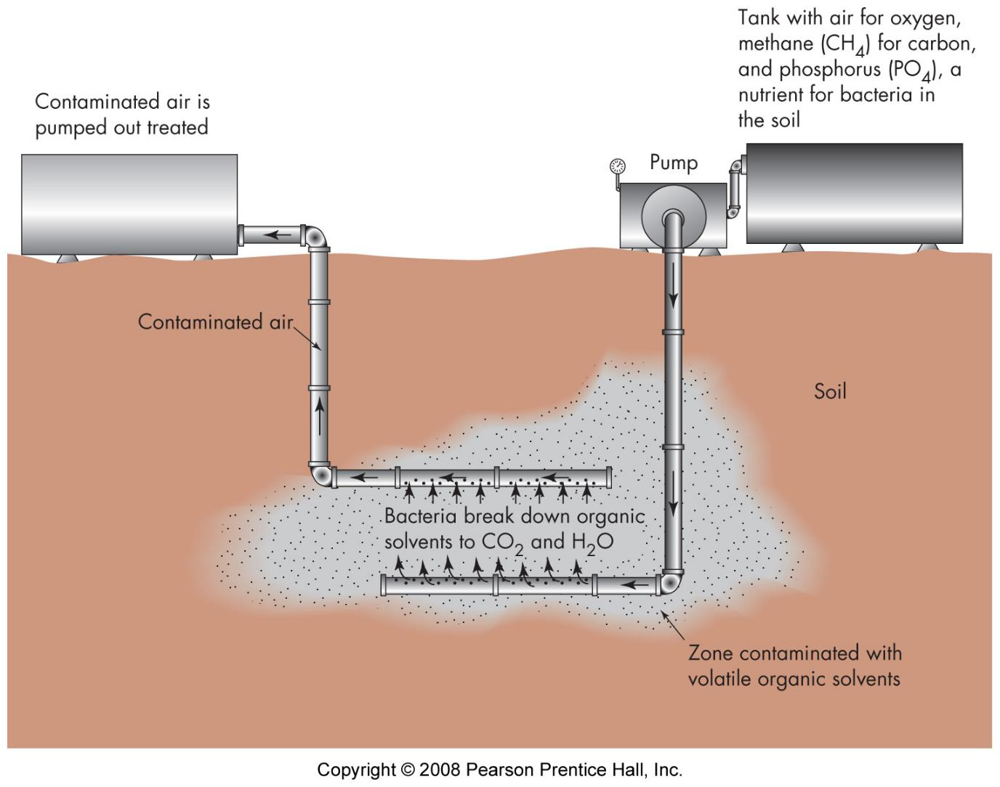 Tank with air for oxygen,
methane (CH4) for carbon,
and phosphorus (PO4), a
nutrient for bacteria in
the soil
Contaminated air is
pumped out treated
Pump
Contaminated air
Soil
Bacteria break down organic
solvents to CO2 and H2O
Zone contaminated with
volatile organic solvents
Copyright © 2008 Pearson Prentice Hall, Inc.